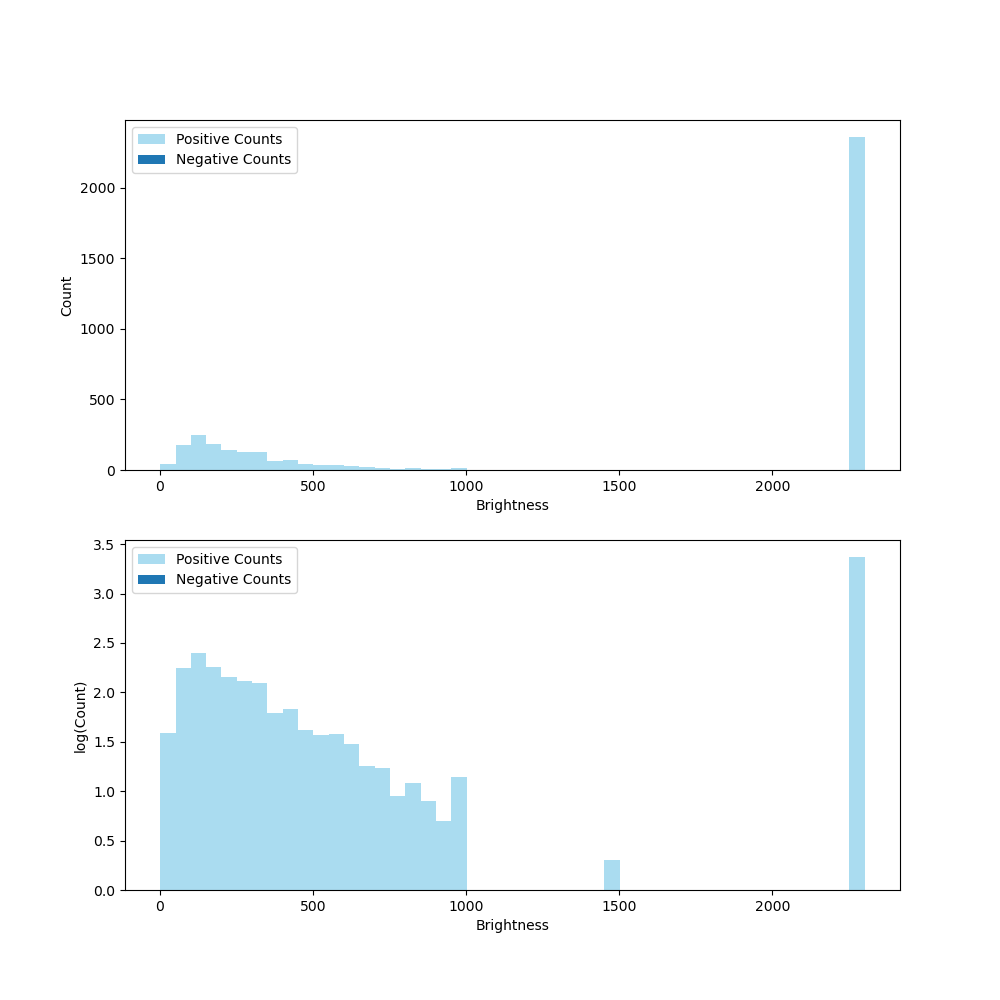 Positive Counts
Negative Counts
2000
1500
1000
500
0
Count
0 500 1000 1500 2000
Brightness
Positive Counts
Negative Counts
3.5
3.0
2.5
2.0
1.5
1.0
0.5
0.0
log(Count)
0 500 1000 1500 2000
Brightness